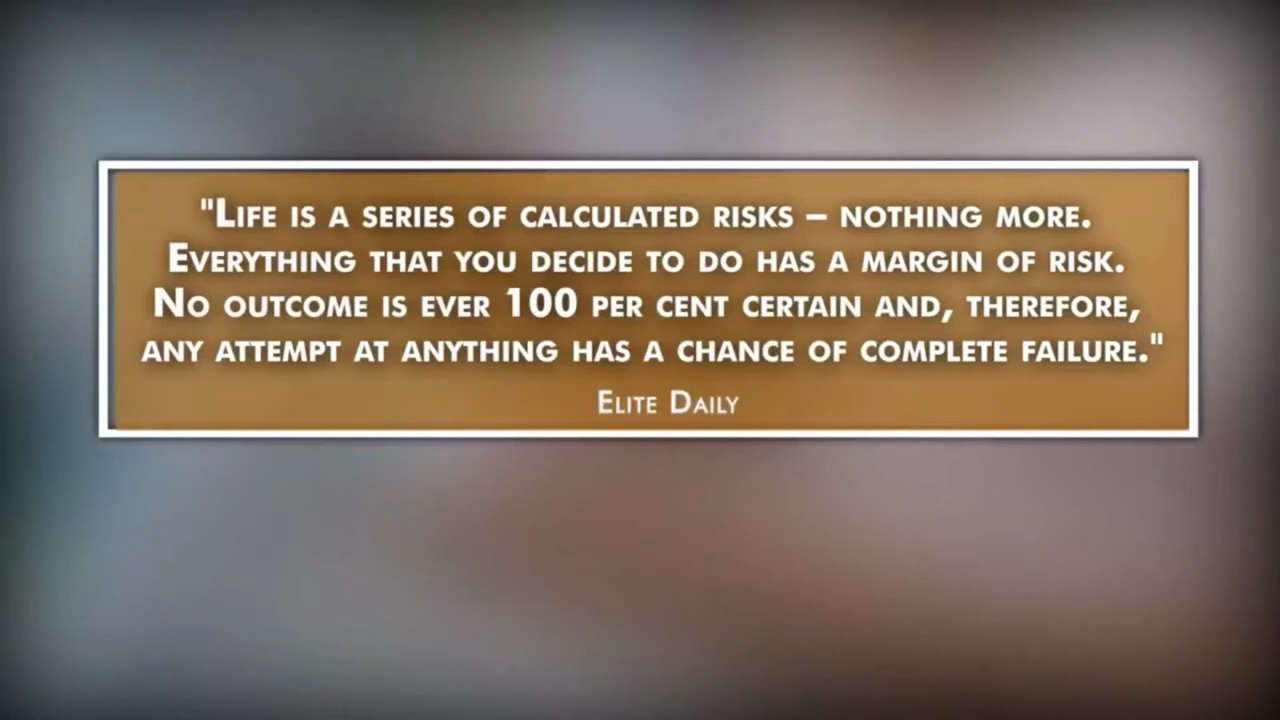 "Life is a series of calculated risks – nothing more.
Everything that you decide to do has a margin of risk.
No outcome is ever 100 per cent certain and, therefore,
any attempt at anything has a chance of complete failure."
Elite Daily